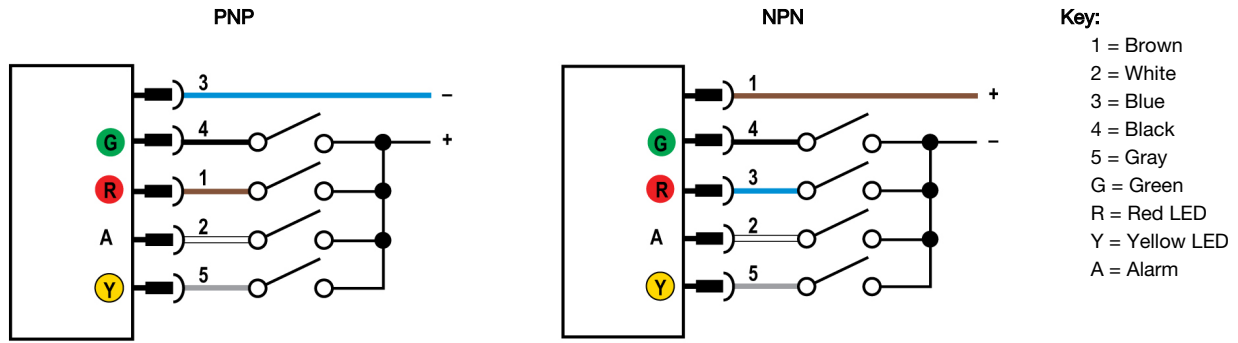 PNP
3
–
G
4
+
R
1
A
2
Y
5
NPN
1
+
G
4
–
R
3
A
2
Y
5
Key:
1 = Brown
2 = White
3 = Blue
4 = Black
5 = Gray
G = Green
R = Red LED
Y = Yellow LED
A = Alarm